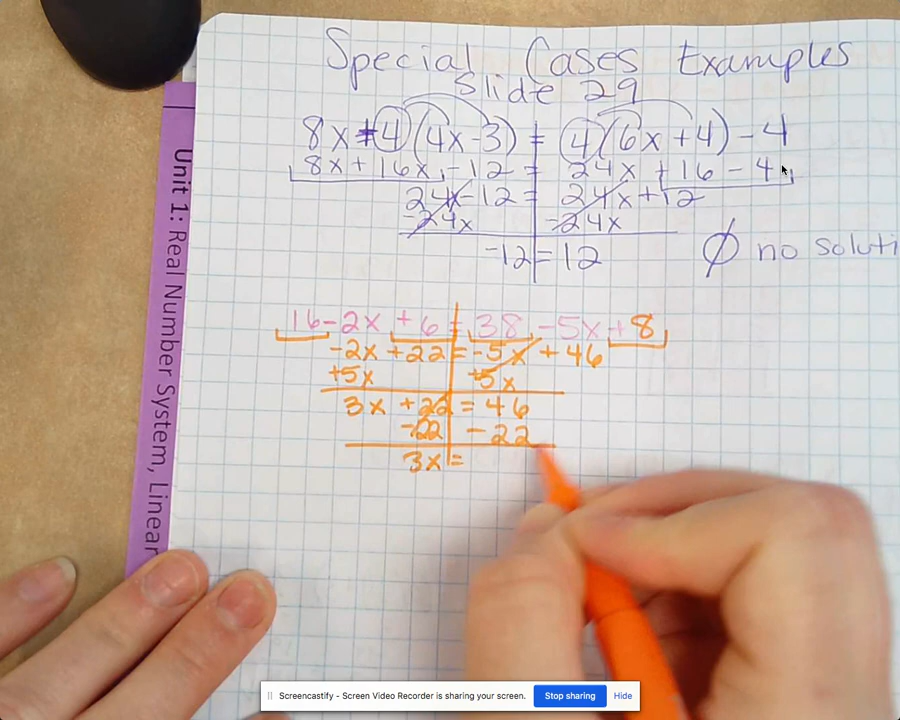 Special Cases Examples
Slide 29
8x + 4(4x - 3) = 4(6x + 4) - 4
8x + 16x - 12 = 24x + 16 - 4
24x - 12 = 24x + 12
-24x -24x
-12 = 12 Ø no soluti
16 - 2x + 6 = 38 - 5x + 8
-2x + 22 = -5x + 46
+5x +5x
3x + 22 = 46
-22 -22
3x =
Unit 1: Real Number System, Linear
Screencastify - Screen Video Recorder is sharing your screen. Stop sharing Hide